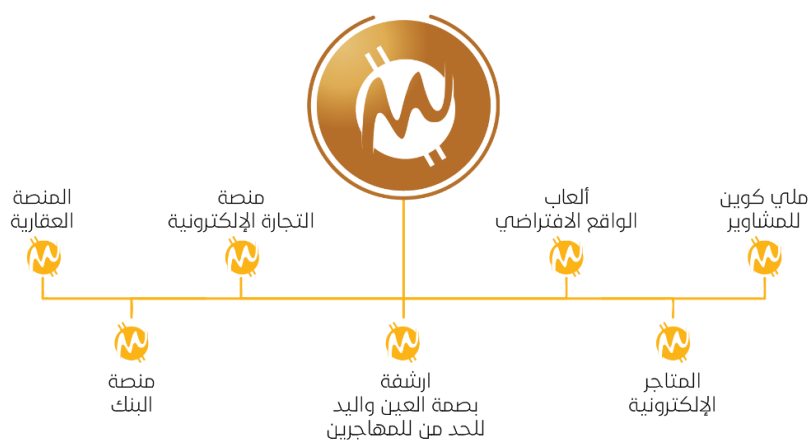 ملي كوين
للمشاوير
ألعاب
الواقع الافتراضي
منصة
التجارة الإلكترونية
المنصة
العقارية
المتاجر
الإلكترونية
ارشفة
بصمة العين واليد
للحد من للمهاجرين
منصة
البنك